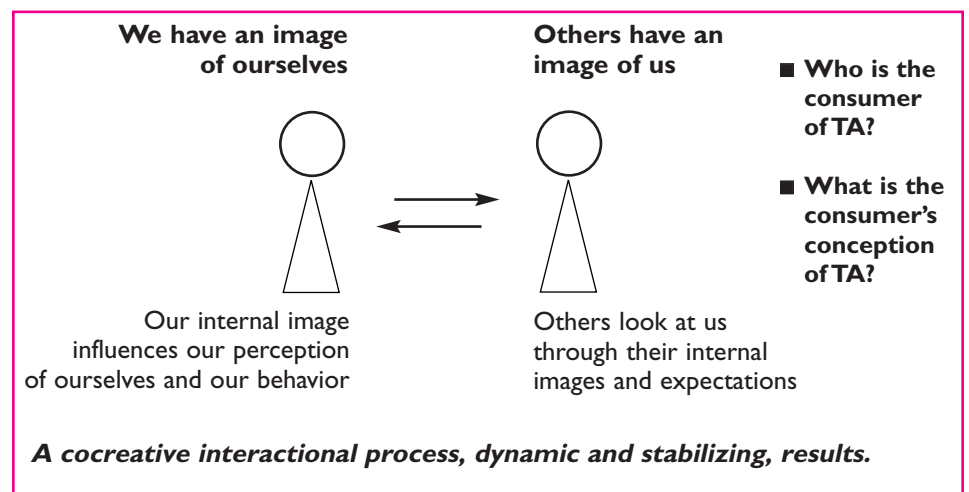 We have an image
of ourselves
Others have an
image of us
■ Who is the
consumer
of TA?
■ What is the
consumer's
conception
of TA?
Our internal image
influences our perception
of ourselves and our behavior
Others look at us
through their internal
images and expectations
A cocreative interactional process, dynamic and stabilizing, results.